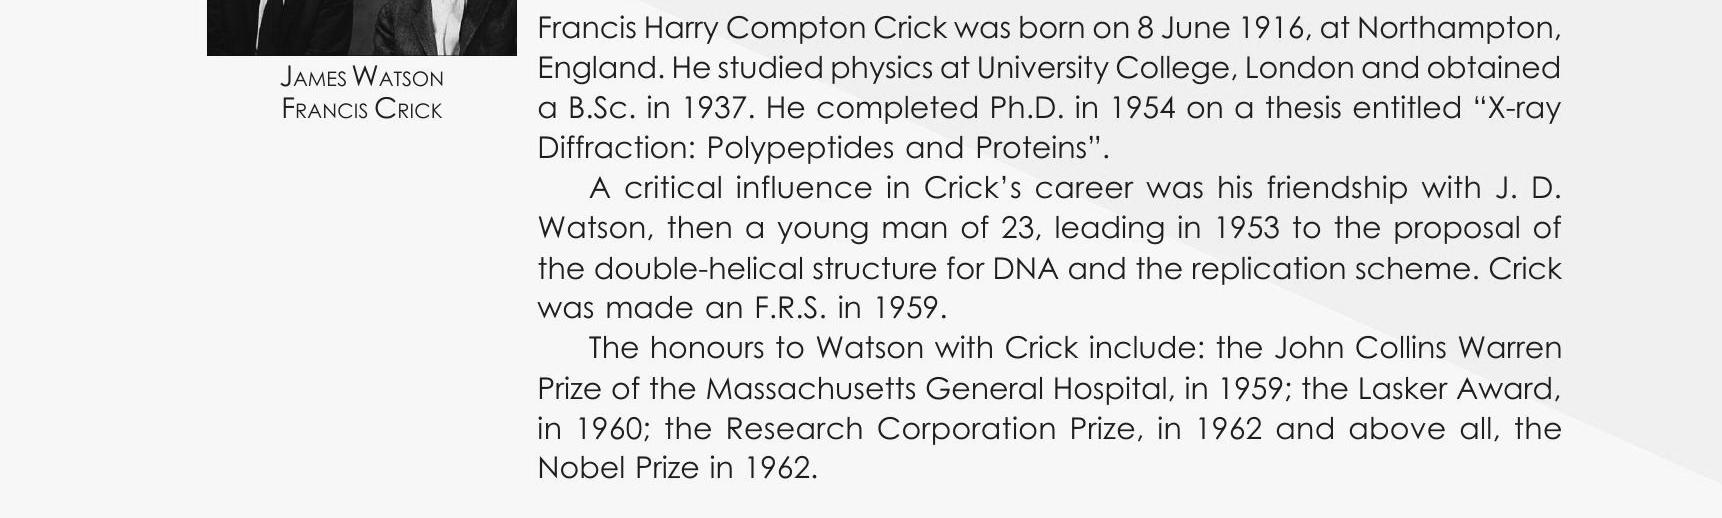 JAMES WATSON
FRANCIS CRICK
Francis Harry Compton Crick was born on 8 June 1916, at Northampton,
England. He studied physics at University College, London and obtained
a B.Sc. in 1937. He completed Ph.D. in 1954 on a thesis entitled “X-ray
Diffraction: Polypeptides and Proteins”.
A critical influence in Crick’s career was his friendship with J. D.
Watson, then a young man of 23, leading in 1953 to the proposal of
the double-helical structure for DNA and the replication scheme. Crick
was made an F.R.S. in 1959.
The honours to Watson with Crick include: the John Collins Warren
Prize of the Massachusetts General Hospital, in 1959; the Lasker Award,
in 1960; the Research Corporation Prize, in 1962 and above all, the
Nobel Prize in 1962.